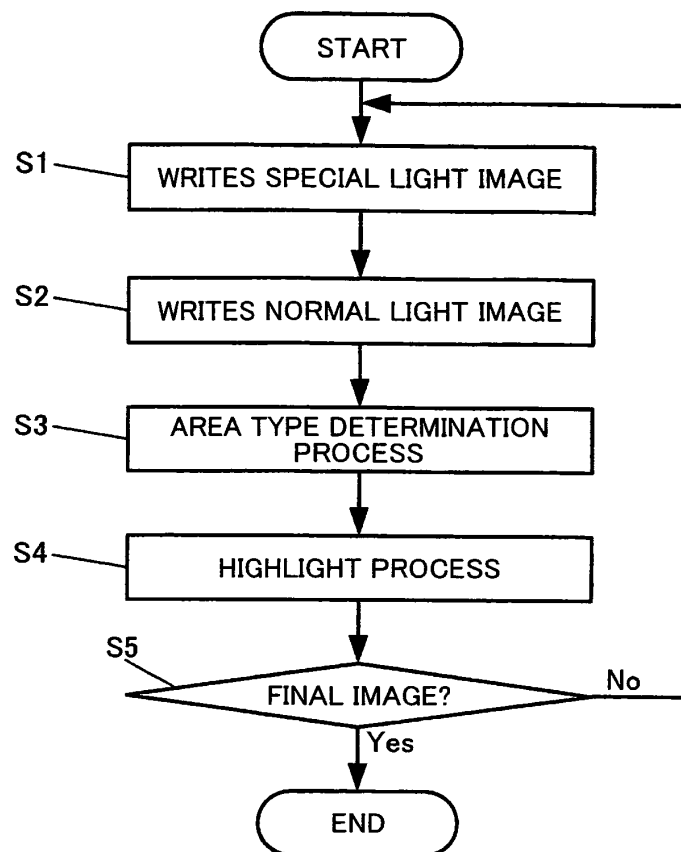 START
S1
WRITES SPECIAL LIGHT IMAGE
S2
WRITES NORMAL LIGHT IMAGE
S3
AREA TYPE DETERMINATION
PROCESS
S4
HIGHLIGHT PROCESS
S5
FINAL IMAGE?
No
Yes
END